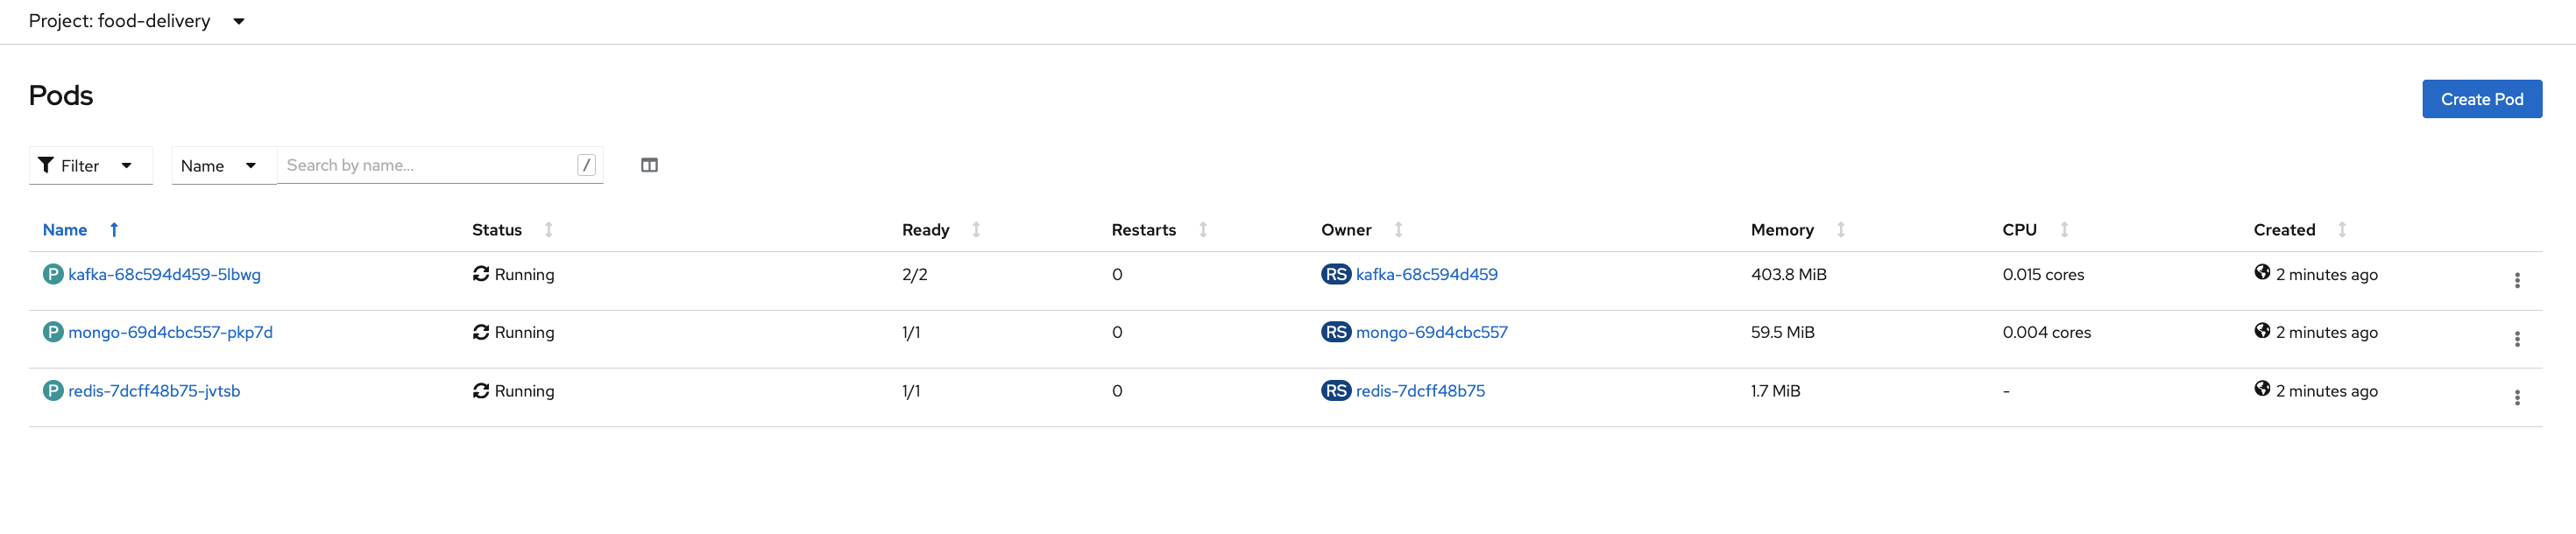 Project: food-delivery
Pods
Create Pod
Filter Name Search by name... /
Name Status Ready Restarts Owner Memory CPU Created
P kafka-68c594d459-5lbwg Running 2/2 0 RS kafka-68c594d459 403.8 MiB 0.015 cores 2 minutes ago
P mongo-69d4cbc557-pkp7d Running 1/1 0 RS mongo-69d4cbc557 59.5 MiB 0.004 cores 2 minutes ago
P redis-7dcff48b75-jvtsb Running 1/1 0 RS redis-7dcff48b75 1.7 MiB - 2 minutes ago